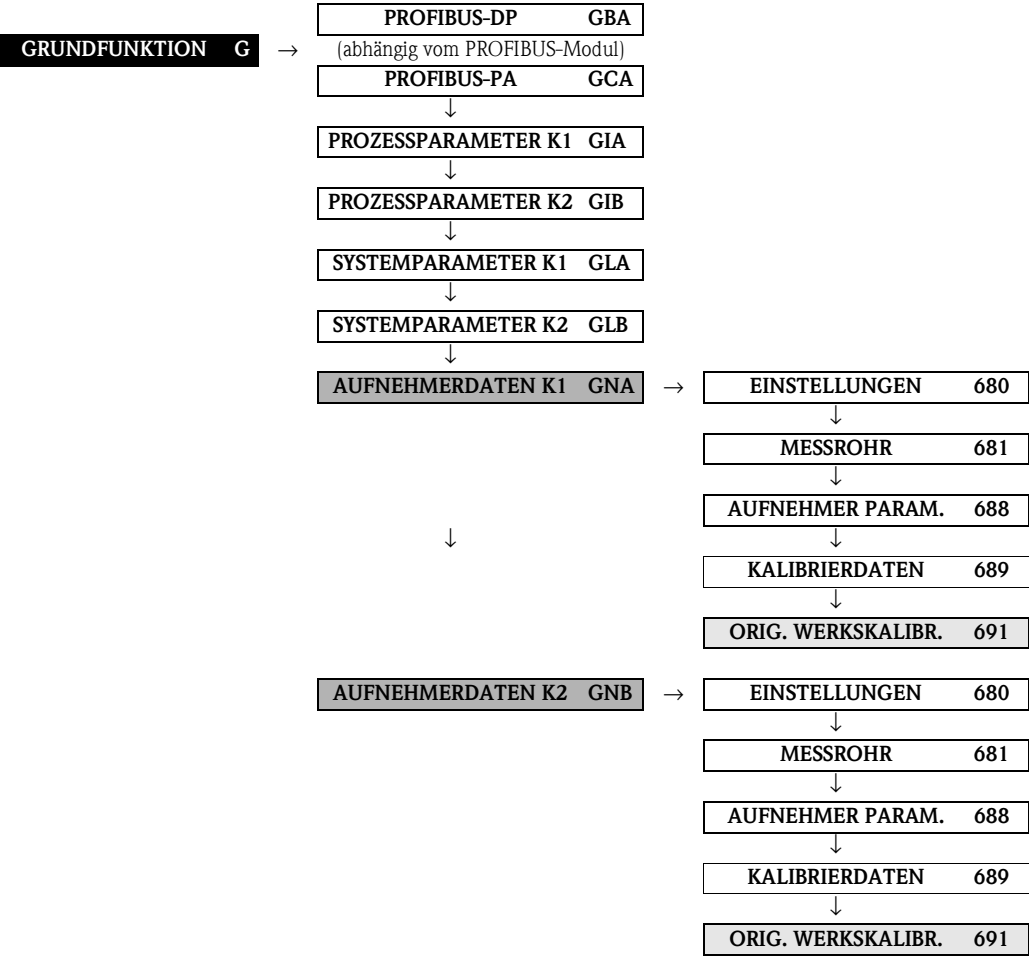 PROFIBUS-DP GBA
GRUNDFUNKTION G → (abhängig vom PROFIBUS-Modul)
PROFIBUS-PA GCA
↓
PROZESSPARAMETER K1 GIA
↓
PROZESSPARAMETER K2 GIB
↓
SYSTEMPARAMETER K1 GLA
↓
SYSTEMPARAMETER K2 GLB
↓
AUFNEHMERDATEN K1 GNA → EINSTELLUNGEN 680
↓
MESSROHR 681
↓
AUFNEHMER PARAM. 688
↓ ↓
KALIBRIERDATEN 689
↓
ORIG. WERKSKALIBR. 691
AUFNEHMERDATEN K2 GNB → EINSTELLUNGEN 680
↓
MESSROHR 681
↓
AUFNEHMER PARAM. 688
↓
KALIBRIERDATEN 689
↓
ORIG. WERKSKALIBR. 691